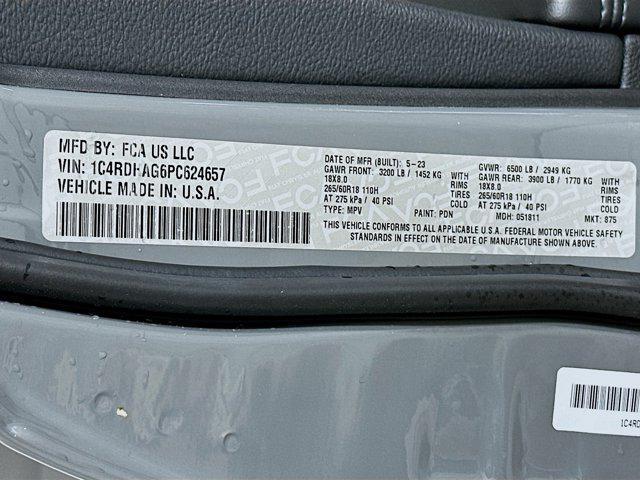 MFD BY: FCA US LLC
VIN: 1C4RDHAG6PC624657
VEHICLE MADE IN: U.S.A.
DATE OF MFR (BUILT): 5-23 GVWR: 6500 LB / 2949 KG
GAWR FRONT: 3200 LB / 1452 KG WITH GAWR REAR: 3900 LB / 1770 KG WITH
18X8.0 RIMS 18X8.0 RIMS
265/60R18 110H TIRES 265/60R18 110H TIRES
AT 275 kPa / 40 PSI COLD AT 275 kPa / 40 PSI COLD
TYPE: MPV PAINT: PDN MDH: 051811 MKT: 875
THIS VEHICLE CONFORMS TO ALL APPLICABLE U.S.A. FEDERAL MOTOR VEHICLE SAFETY
STANDARDS IN EFFECT ON THE DATE OF MANUFACTURE SHOWN ABOVE.
1C4RD